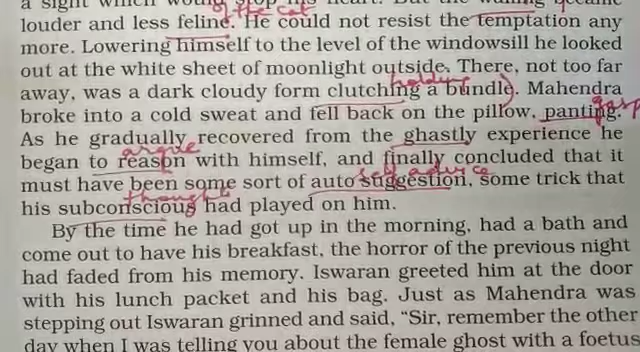 a sight which would stop his heart. But the wailing became
like cat
louder and less feline. He could not resist the temptation any
more. Lowering himself to the level of the windowsill he looked
out at the white sheet of moonlight outside. There, not too far
holding
away, was a dark cloudy form clutching a bundle. Mahendra
gasp
broke into a cold sweat and fell back on the pillow, panting.
As he gradually recovered from the ghastly experience he
argue
began to reason with himself, and finally concluded that it
self advice
must have been some sort of auto suggestion, some trick that
thought
his subconscious had played on him.
By the time he had got up in the morning, had a bath and
come out to have his breakfast, the horror of the previous night
had faded from his memory. Iswaran greeted him at the door
with his lunch packet and his bag. Just as Mahendra was
stepping out Iswaran grinned and said, “Sir, remember the other
day when I was telling you about the female ghost with a foetus